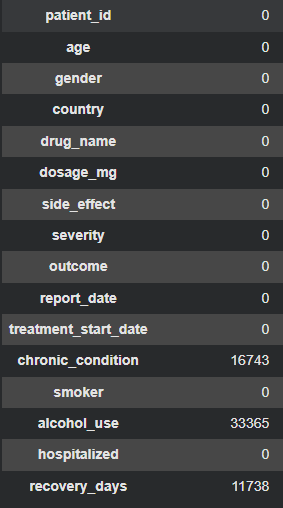 patient_id 0
age 0
gender 0
country 0
drug_name 0
dosage_mg 0
side_effect 0
severity 0
outcome 0
report_date 0
treatment_start_date 0
chronic_condition 16743
smoker 0
alcohol_use 33365
hospitalized 0
recovery_days 11738